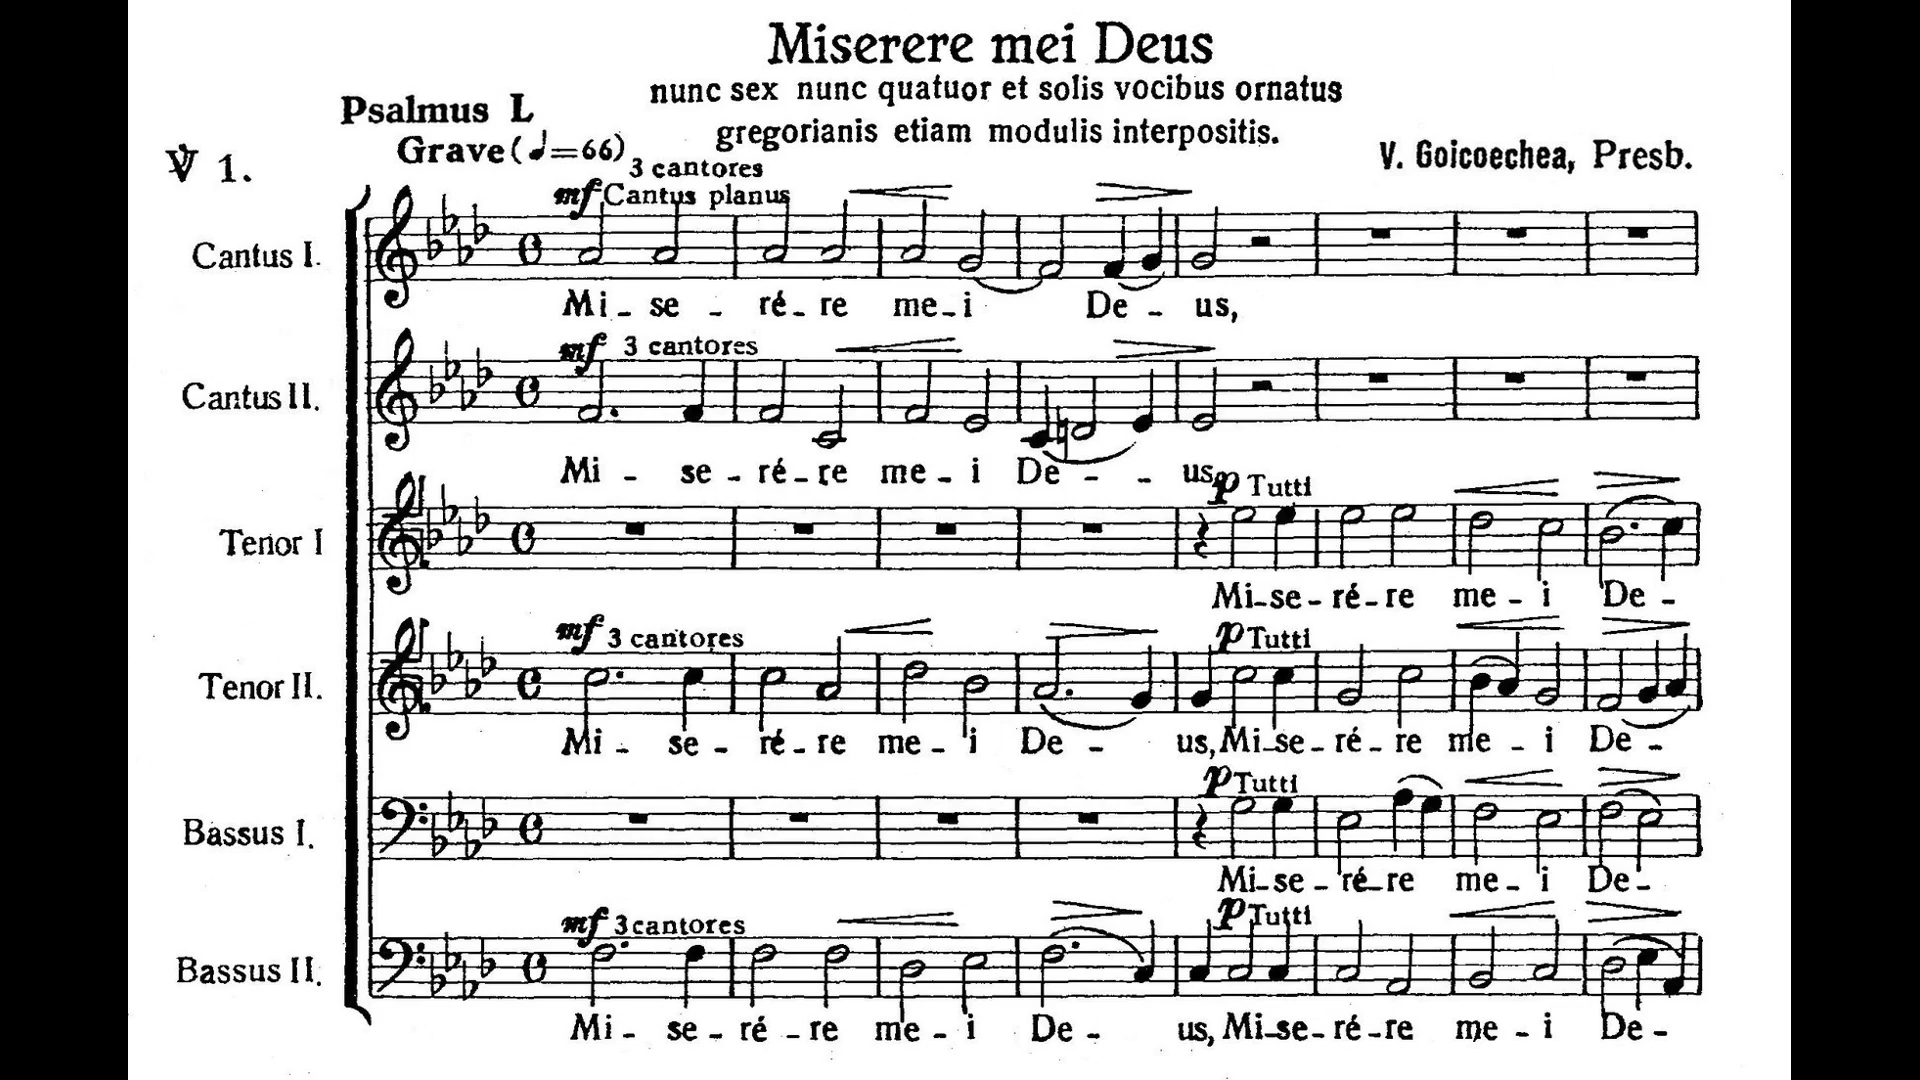 Miserere mei Deus
nunc sex nunc quatuor et solis vocibus ornatus
Psalmus L
gregorianis etiam modulis interpositis.
Grave (♩=66)
V. Goicoechea, Presb.
℣ 1.
3 cantores
mf Cantus planus
Cantus I.
Mi - se - ré - re me - i De - us,
mf 3 cantores
Cantus II.
Mi - se - ré - re me - i De - - us,
p Tutti
Tenor I
Mi - se - ré - re me - i De -
mf 3 cantores p Tutti
Tenor II.
Mi - se - ré - re me - i De - us, Mi - se - ré - re me - i De -
p Tutti
Bassus I.
Mi - se - ré - re me - i De -
mf 3 cantores p Tutti
Bassus II.
Mi - se - ré - re me - i De - us, Mi - se - ré - re me - i De -